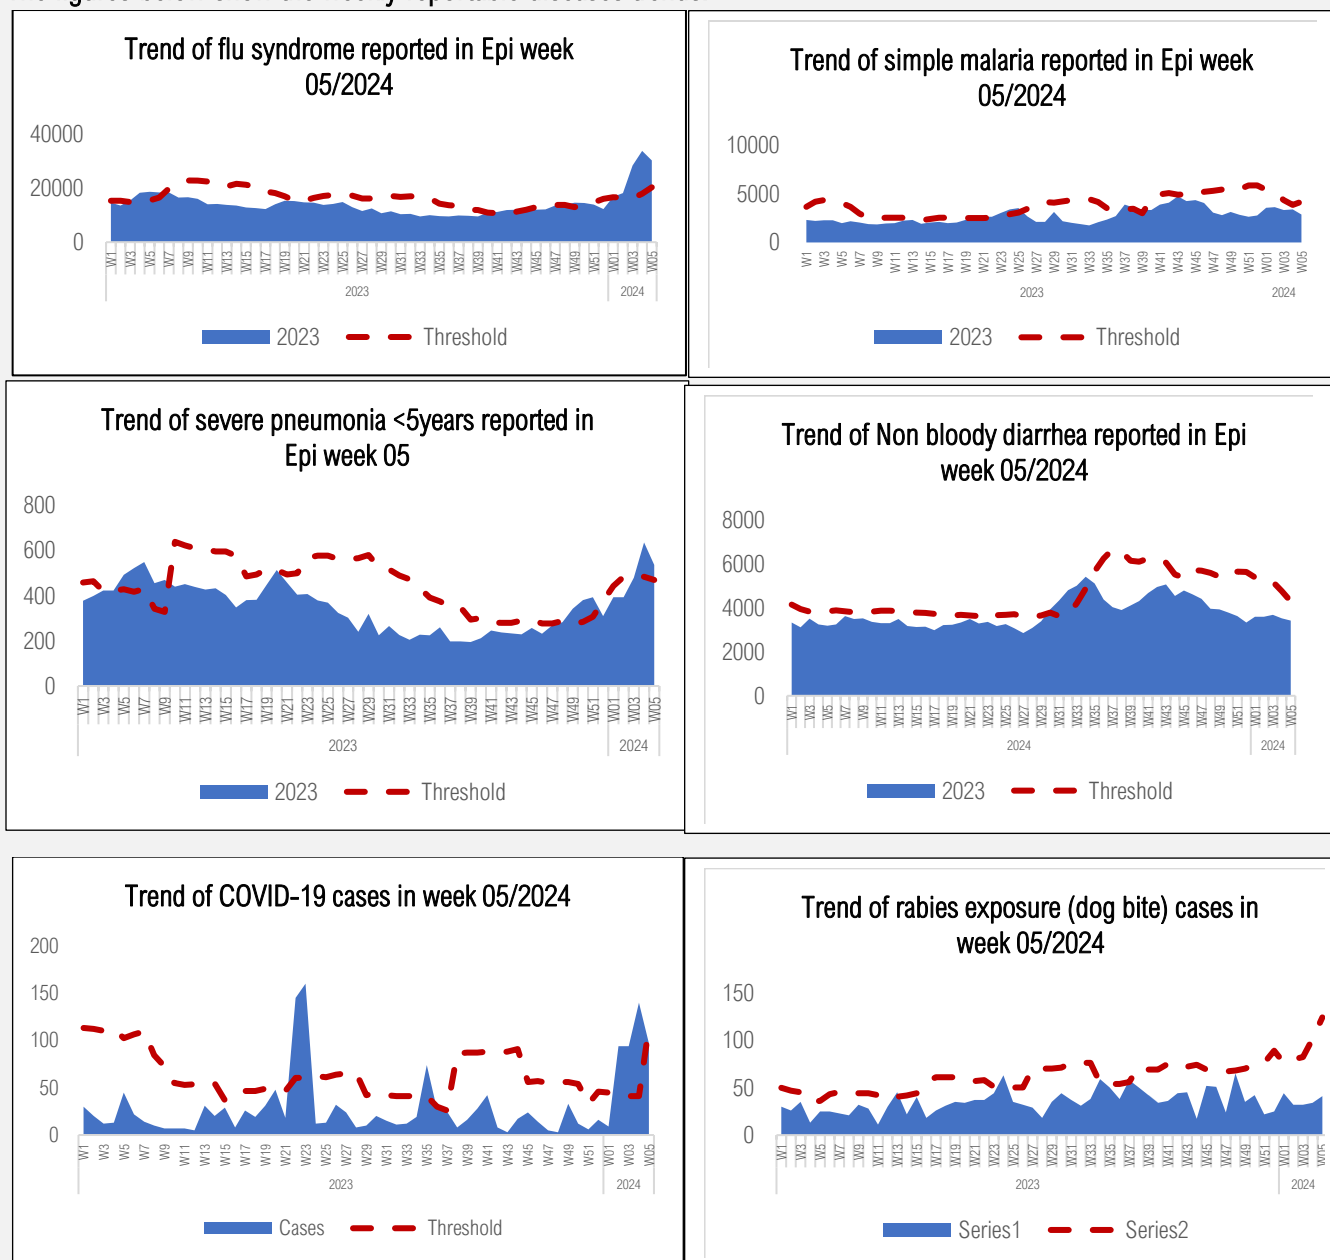 Trend of flu syndrome reported in Epi week
05/2024
40000
20000
0
W1 W3 W5 W7 W9 W11 W13 W15 W17 W19 W21 W23 W25 W27 W29 W31 W33 W35 W37 W39 W41 W43 W45 W47 W49 W51 W01 W03 W05
2023 2024
2023 Threshold
Trend of simple malaria reported in Epi week
05/2024
10000
5000
0
W1 W3 W5 W7 W9 W11 W13 W15 W17 W19 W21 W23 W25 W27 W29 W31 W33 W35 W37 W39 W41 W43 W45 W47 W49 W51 W01 W03 W05
2023 2024
2023 Threshold
Trend of severe pneumonia <5years reported in
Epi week 05
800
600
400
200
0
W1 W3 W5 W7 W9 W11 W13 W15 W17 W19 W21 W23 W25 W27 W29 W31 W33 W35 W37 W39 W41 W43 W45 W47 W49 W51 W01 W03 W05
2023 2024
2023 Threshold
Trend of Non bloody diarrhea reported in Epi
week 05/2024
8000
6000
4000
2000
0
W1 W3 W5 W7 W9 W11 W13 W15 W17 W19 W21 W23 W25 W27 W29 W31 W33 W35 W37 W39 W41 W43 W45 W47 W49 W51 W01 W03 W05
2024 2024
2023 Threshold
Trend of COVID-19 cases in week 05/2024
200
150
100
50
0
W1 W3 W5 W7 W9 W11 W13 W15 W17 W19 W21 W23 W25 W27 W29 W31 W33 W35 W37 W39 W41 W43 W45 W47 W49 W51 W01 W03 W05
2023 2024
Cases Threshold
Trend of rabies exposure (dog bite) cases in
week 05/2024
150
100
50
0
W1 W3 W5 W7 W9 W11 W13 W15 W17 W19 W21 W23 W25 W27 W29 W31 W33 W35 W37 W39 W41 W43 W45 W47 W49 W51 W01 W03 W05
2023 2024
Series1 Series2